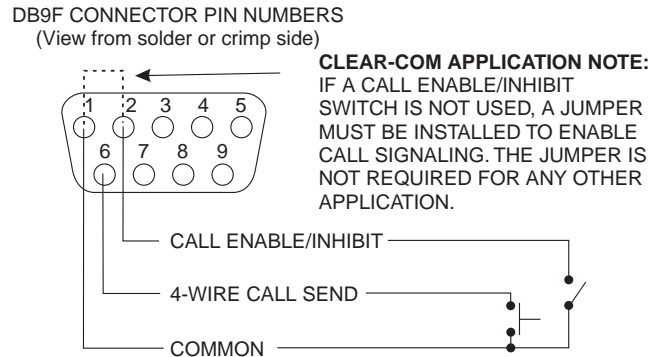 DB9F CONNECTOR PIN NUMBERS
(View from solder or crimp side)
CLEAR-COM APPLICATION NOTE:
IF A CALL ENABLE/INHIBIT
SWITCH IS NOT USED, A JUMPER
MUST BE INSTALLED TO ENABLE
CALL SIGNALING. THE JUMPER IS
NOT REQUIRED FOR ANY OTHER
APPLICATION.
1 2 3 4 5
6 7 8 9
CALL ENABLE/INHIBIT
4-WIRE CALL SEND
COMMON